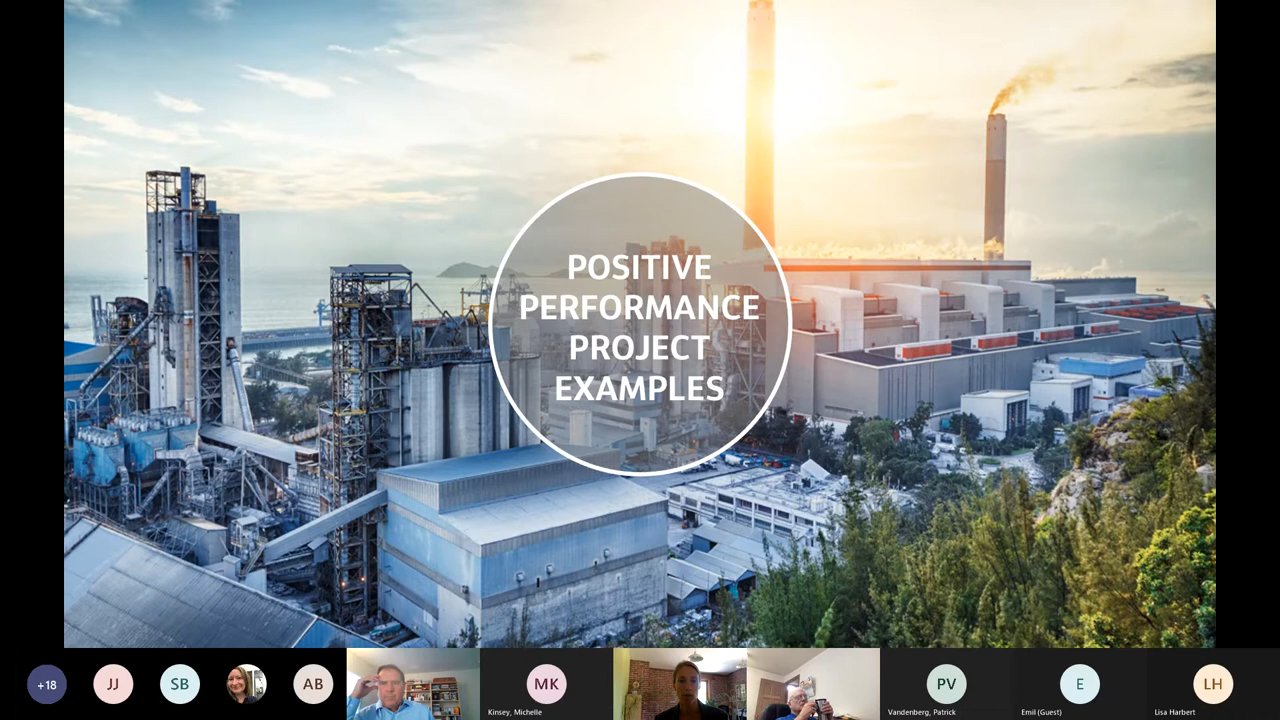 POSITIVE
PERFORMANCE
PROJECT
EXAMPLES
+18
JJ
SB
AB
MK
Kinsey, Michelle
PV
Vandenberg, Patrick
E
Emil (Guest)
LH
Lisa Harbert